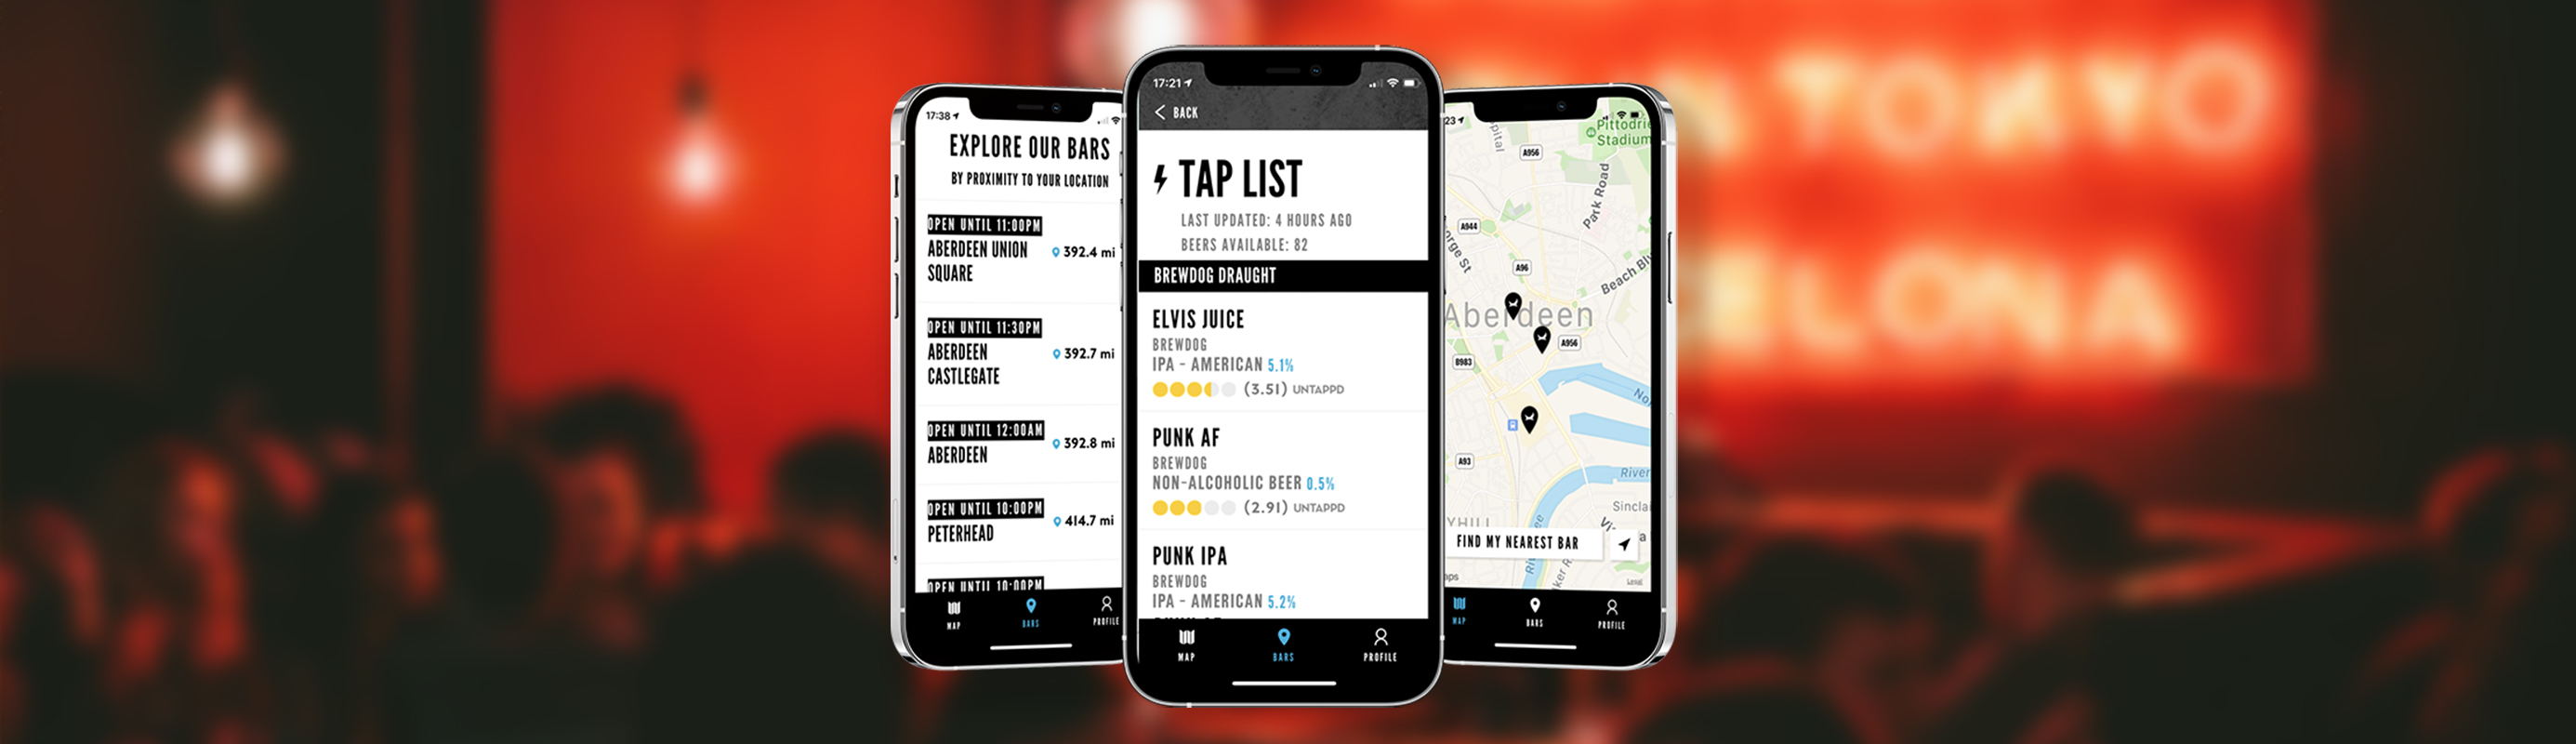 17:38
EXPLORE OUR BARS
BY PROXIMITY TO YOUR LOCATION
OPEN UNTIL 11:00PM
ABERDEEN UNION
SQUARE
392.4 mi
OPEN UNTIL 11:30PM
ABERDEEN
CASTLEGATE
392.7 mi
OPEN UNTIL 12:00AM
ABERDEEN
392.8 mi
OPEN UNTIL 10:00PM
PETERHEAD
414.7 mi
OPEN UNTIL 10:00PM
MAP
BARS
PROFILE
17:21
BACK
TAP LIST
LAST UPDATED: 4 HOURS AGO
BEERS AVAILABLE: 82
BREWDOG DRAUGHT
ELVIS JUICE
BREWDOG
IPA - AMERICAN 5.1%
(3.51) UNTAPPD
PUNK AF
BREWDOG
NON-ALCOHOLIC BEER 0.5%
(2.91) UNTAPPD
PUNK IPA
BREWDOG
IPA - AMERICAN 5.2%
MAP
BARS
PROFILE
23
Pittodrie
Stadium
A956
Park Road
A944
A96
Beach Blv
Aberdeen
A956
B983
A93
River
FIND MY NEAREST BAR
Legal
MAP
BARS
PROFILE
TOKYO